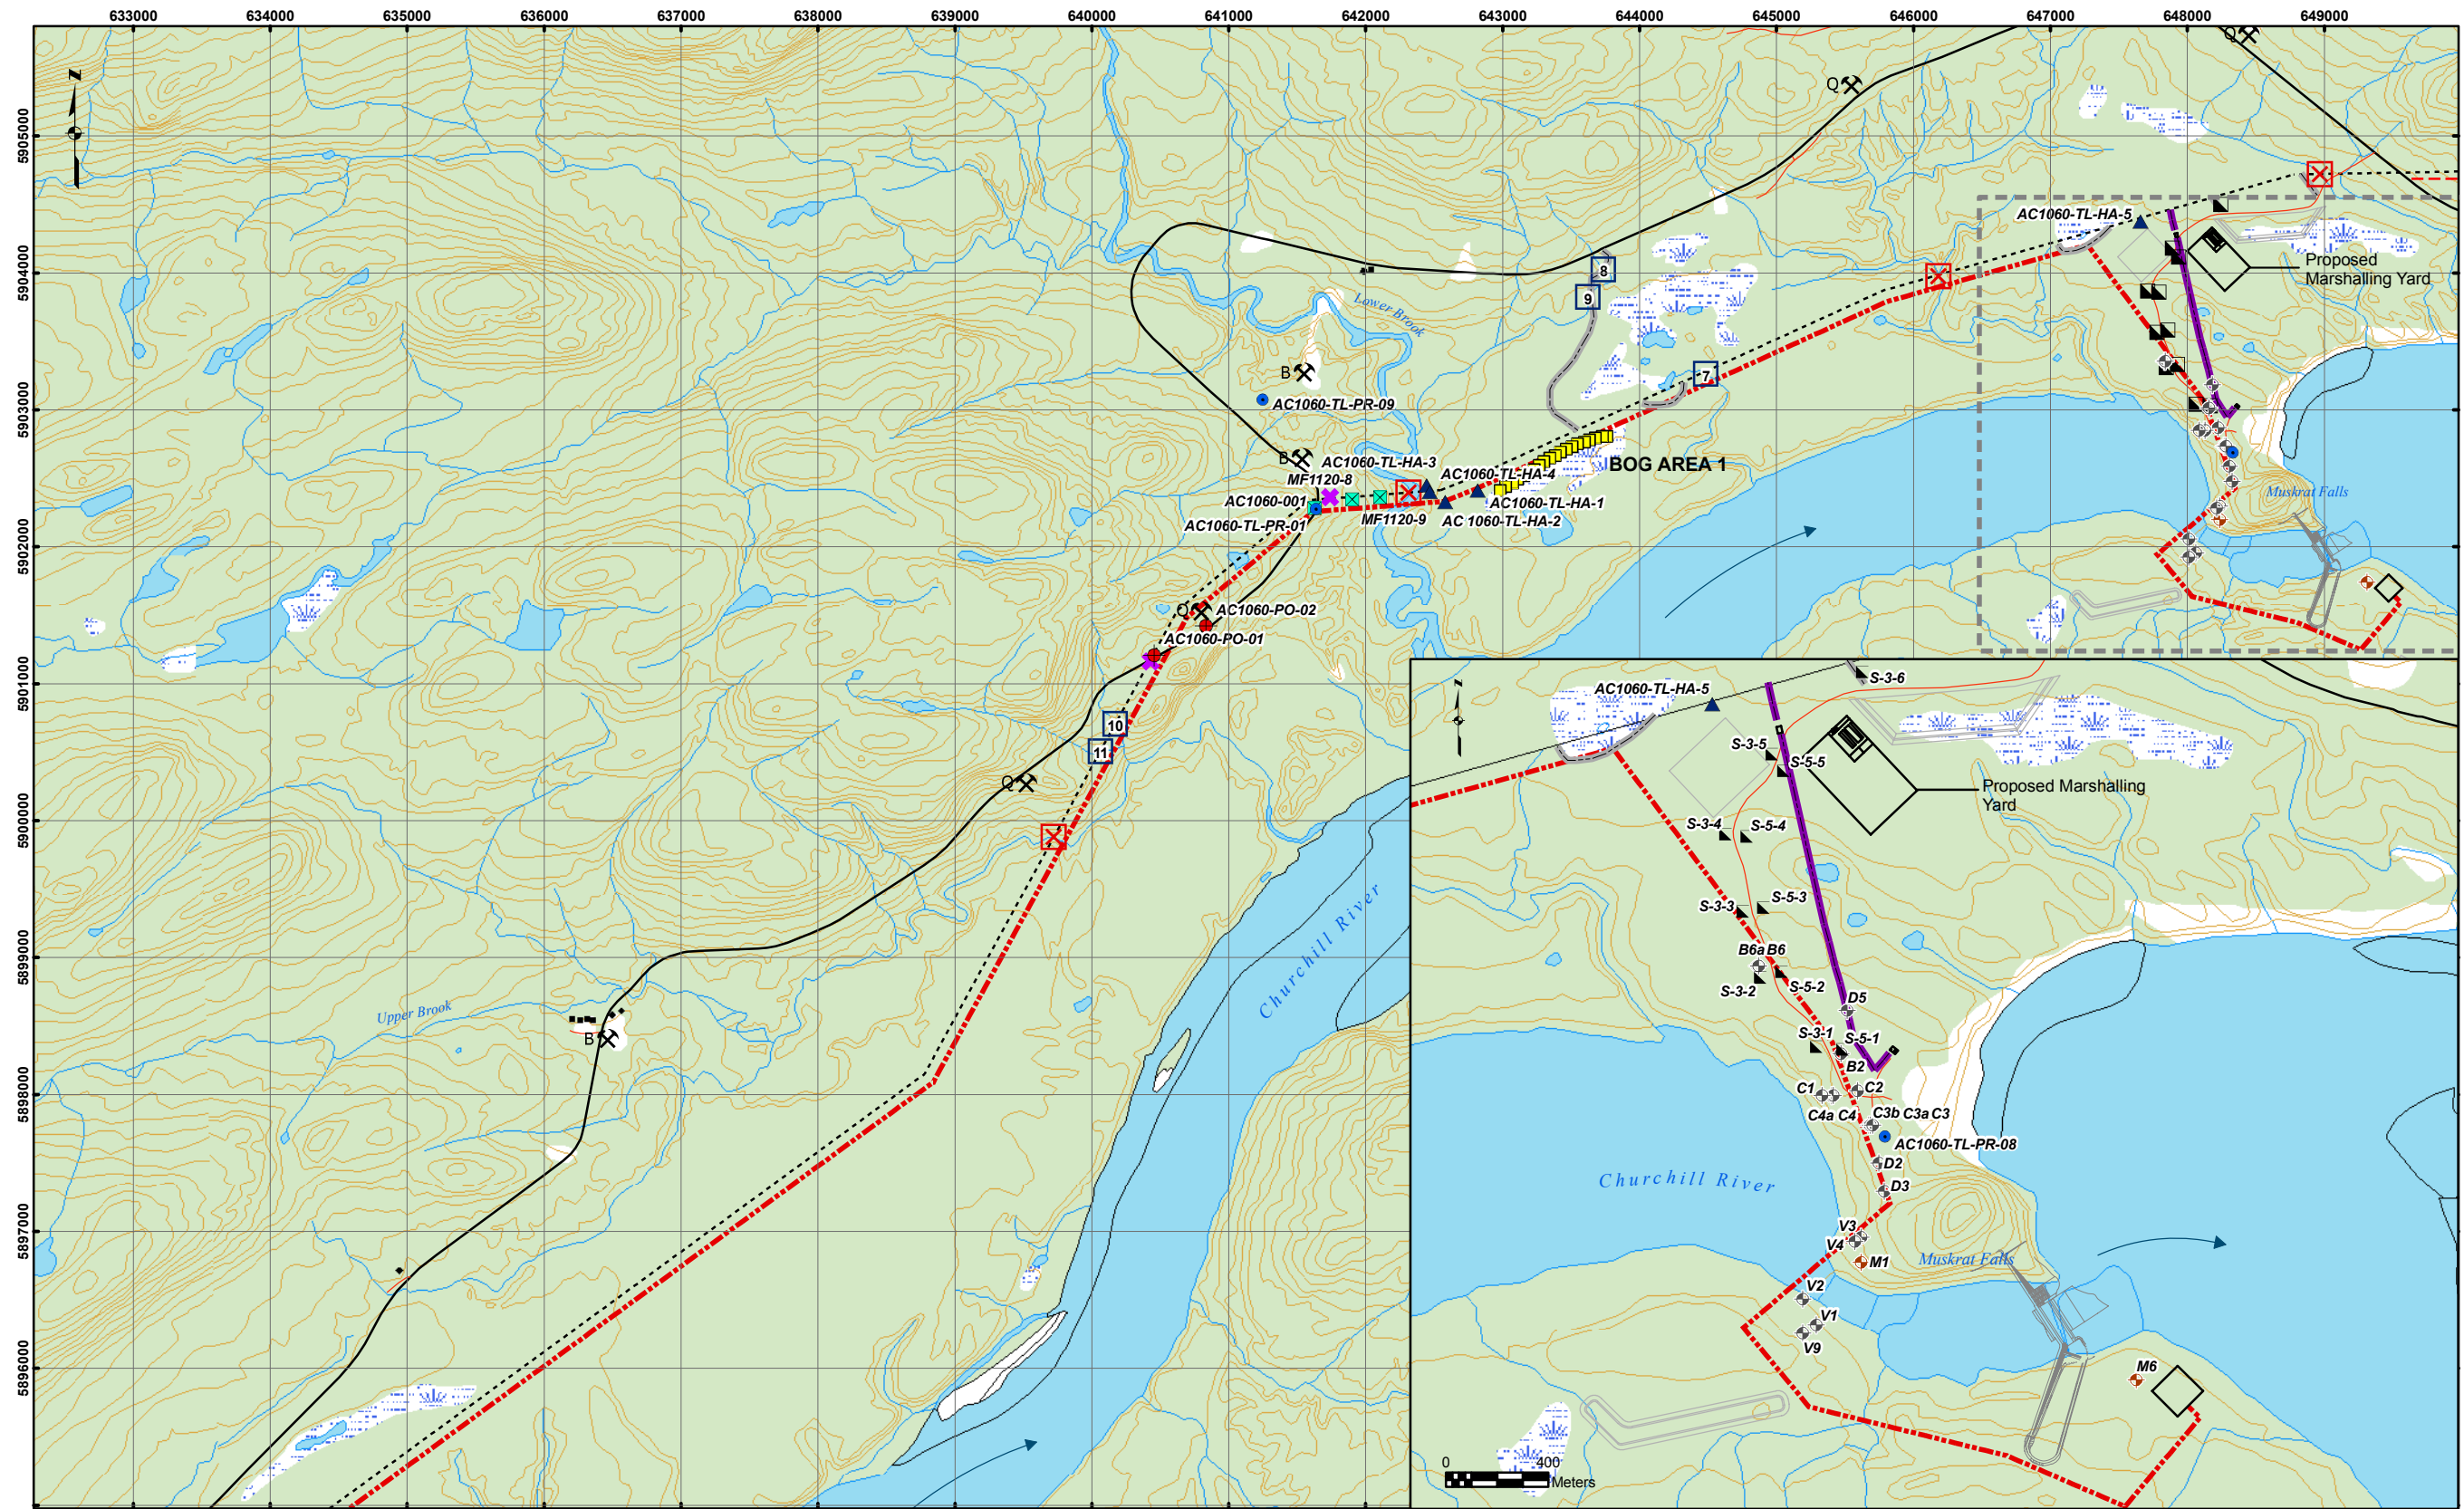 633000 634000 635000 636000 637000 638000 639000 640000 641000 642000 643000 644000 645000 646000 647000 648000 649000
Q
Q
N
5905000
AC1060-TL-HA-5
5904000
8
Proposed
Marshalling Yard
9
Lower Brook
B
7
AC1060-TL-PR-09
5903000
B
AC1060-TL-HA-3
BOG AREA 1
AC1060-TL-HA-4
MF1120-8
AC1060-001
AC1060-TL-HA-1
Muskrat Falls
AC1060-TL-PR-01
MF1120-9
AC 1060-TL-HA-2
5902000
Q
AC1060-PO-02
AC1060-PO-01
5901000
10
11
Q
5900000
5899000
Churchill River
Upper Brook
B
5898000
5897000
5896000
N
S-3-6
AC1060-TL-HA-5
S-3-5
S-5-5
Proposed Marshalling
Yard
S-3-4
S-5-4
S-5-3
S-3-3
B6a B6
S-3-2
S-5-2
D5
S-3-1
S-5-1
B2
C1
C2
C4a C4
C3b C3a C3
AC1060-TL-PR-08
D2
Churchill River
D3
V3
V4
M1
Muskrat Falls
V2
V1
V9
M6
0 400
Meters